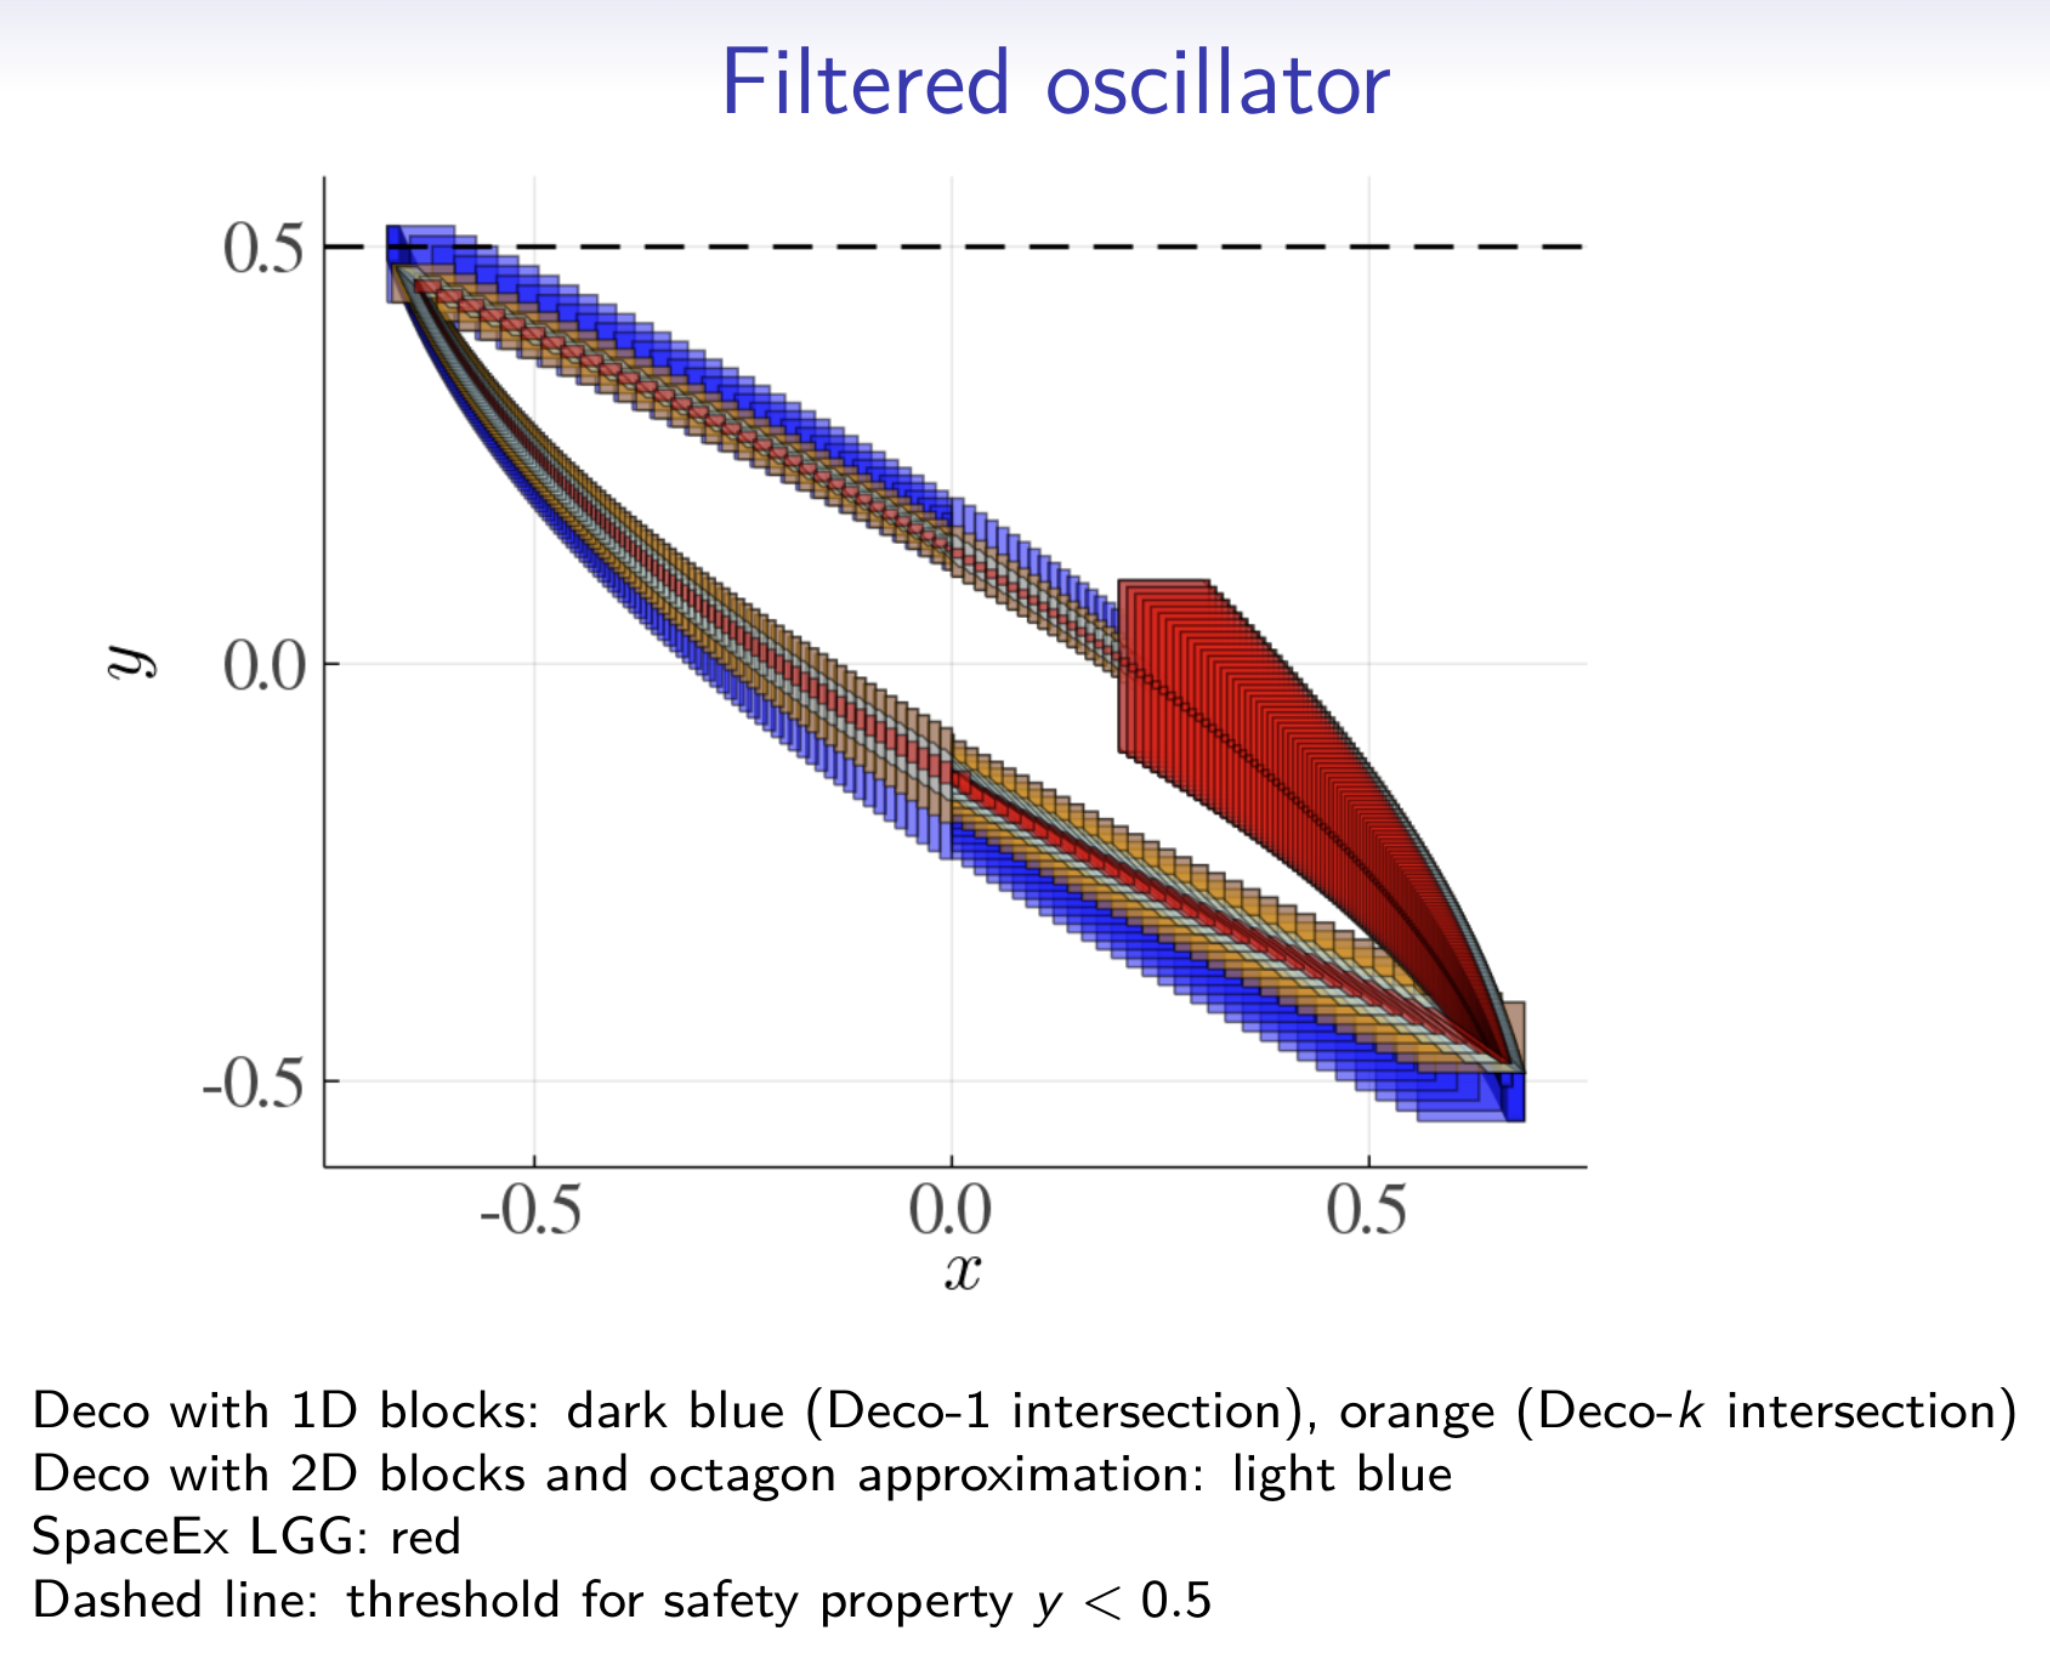 Filtered oscillator
0.5
0.0
-0.5
y
-0.5 0.0 0.5
x
Deco with 1D blocks: dark blue (Deco-1 intersection), orange (Deco-k intersection)
Deco with 2D blocks and octagon approximation: light blue
SpaceEx LGG: red
Dashed line: threshold for safety property y < 0.5